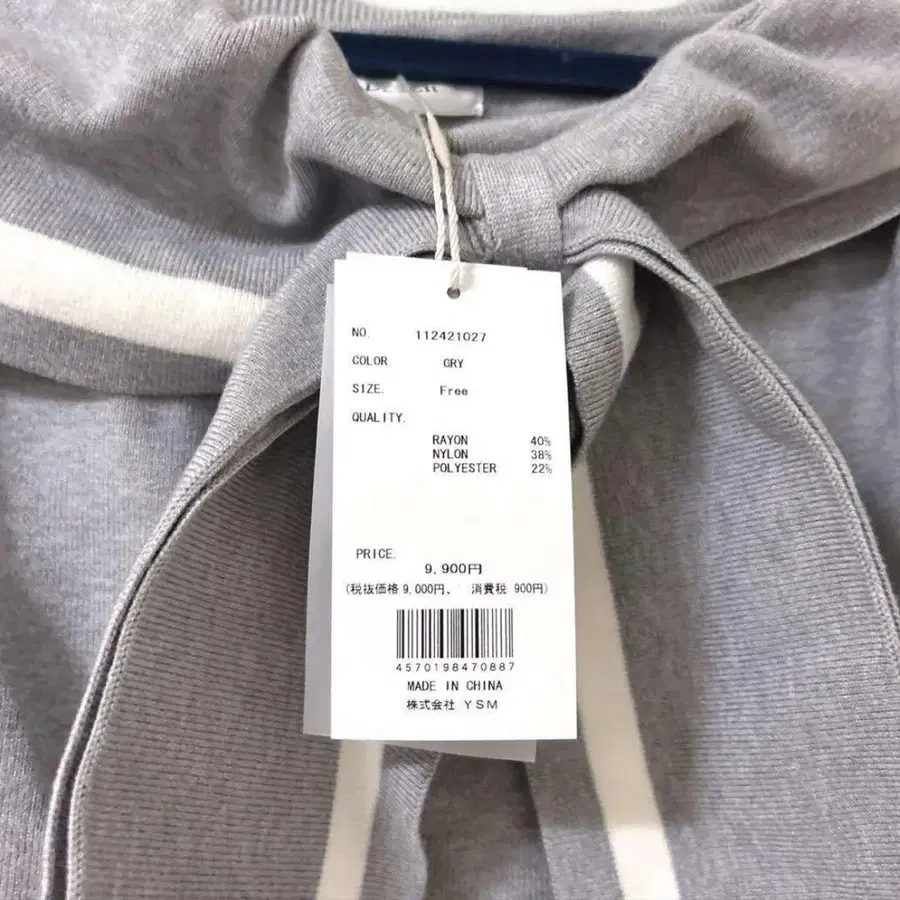 NO. 112421027
COLOR. GRY
SIZE. Free
QUALITY.
RAYON 40%
NYLON 38%
POLYESTER 22%
PRICE.
9,900円
(税抜価格 9,000円、 消費税 900円)
4570198470887
MADE IN CHINA
株式会社 YSM